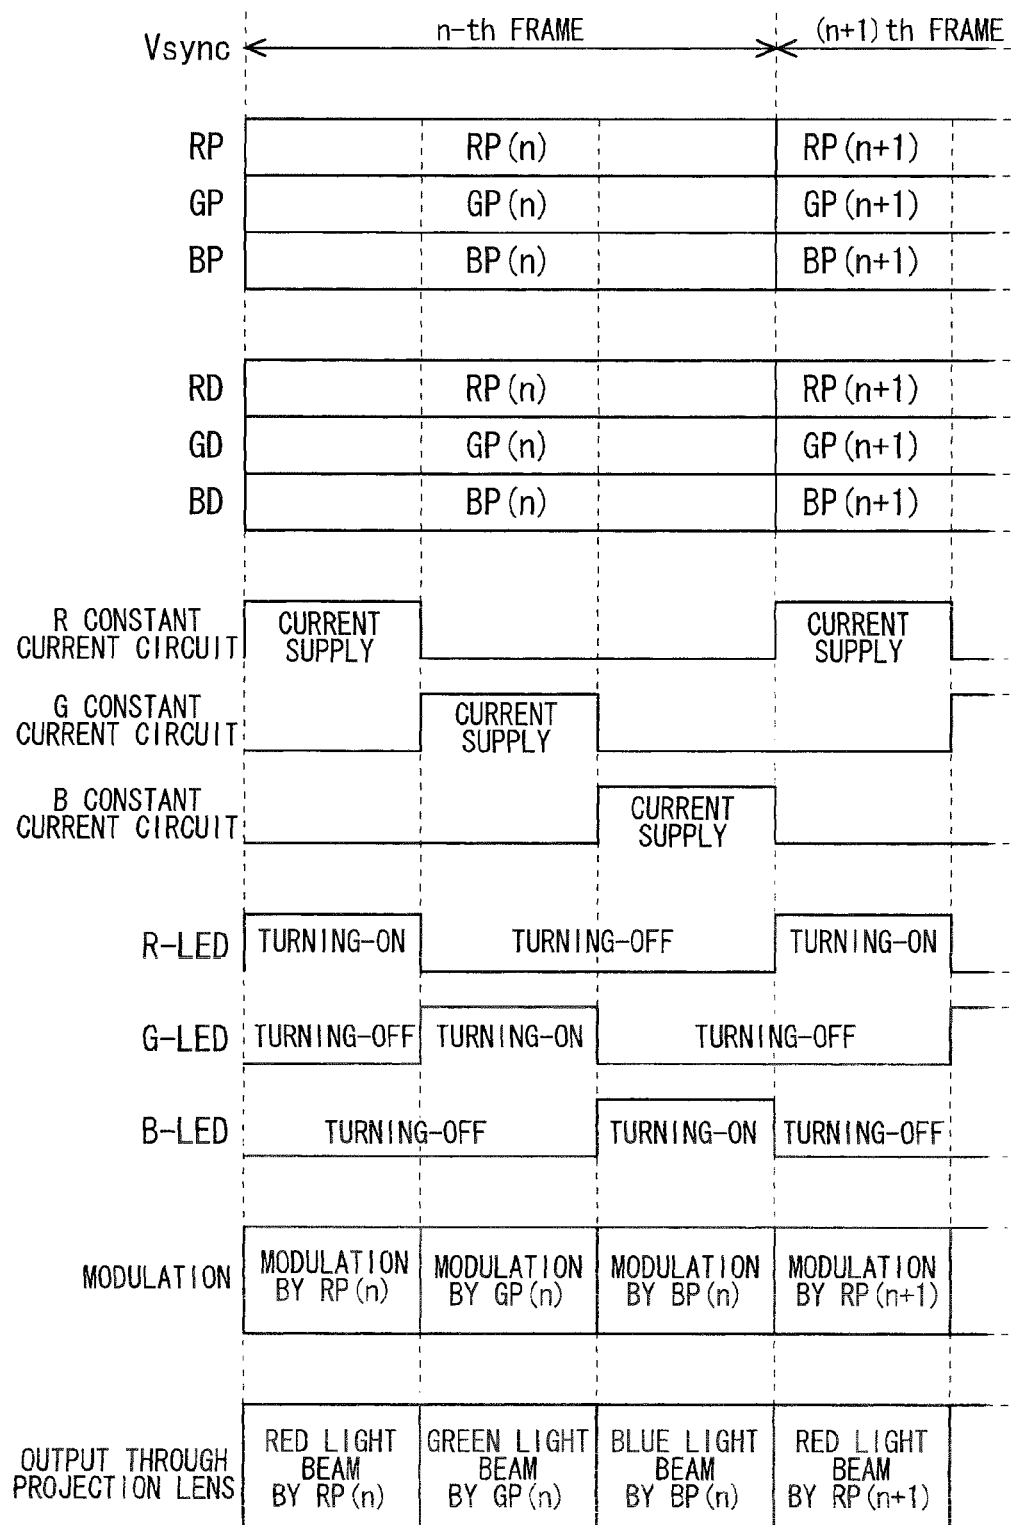 Vsync n-th FRAME (n+1)th FRAME
RP RP(n) RP(n+1)
GP GP(n) GP(n+1)
BP BP(n) BP(n+1)
RD RP(n) RP(n+1)
GD GP(n) GP(n+1)
BD BP(n) BP(n+1)
R CONSTANT
CURRENT CIRCUIT
CURRENT
SUPPLY
CURRENT
SUPPLY
G CONSTANT
CURRENT CIRCUIT
CURRENT
SUPPLY
B CONSTANT
CURRENT CIRCUIT
CURRENT
SUPPLY
R-LED TURNING-ON TURNING-OFF TURNING-ON
G-LED TURNING-OFF TURNING-ON TURNING-OFF
B-LED TURNING-OFF TURNING-ON TURNING-OFF
MODULATION
MODULATION
BY RP(n)
MODULATION
BY GP(n)
MODULATION
BY BP(n)
MODULATION
BY RP(n+1)
OUTPUT THROUGH
PROJECTION LENS
RED LIGHT
BEAM
BY RP(n)
GREEN LIGHT
BEAM
BY GP(n)
BLUE LIGHT
BEAM
BY BP(n)
RED LIGHT
BEAM
BY RP(n+1)